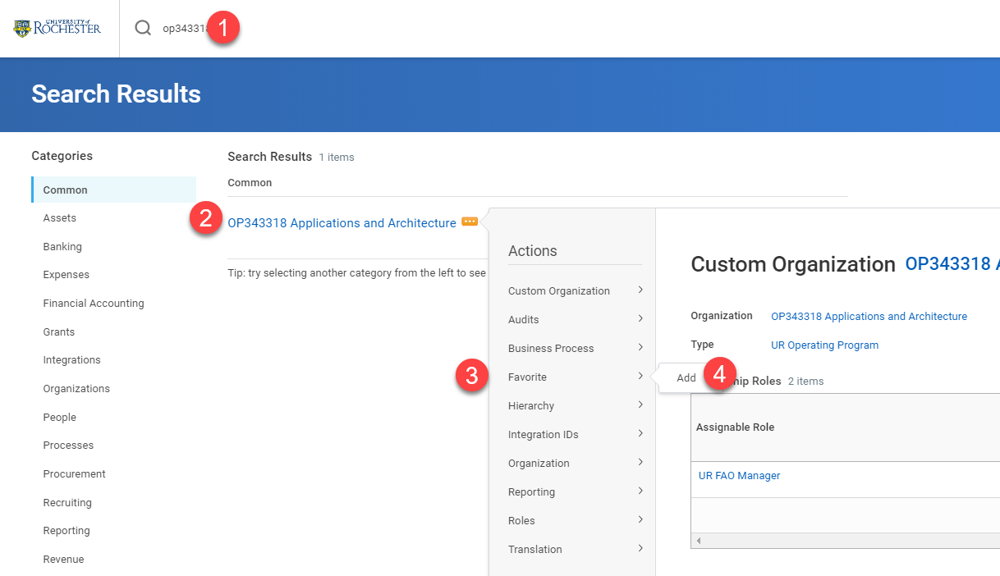 UNIVERSITY of
ROCHESTER
op343318
1
Search Results
Categories
Common
Assets
Banking
Expenses
Financial Accounting
Grants
Integrations
Organizations
People
Processes
Procurement
Recruiting
Reporting
Revenue
Search Results 1 items
Common
2
OP343318 Applications and Architecture
Tip: try selecting another category from the left to see
Actions
Custom Organization
Audits
Business Process
3
Favorite
Hierarchy
Integration IDs
Organization
Reporting
Roles
Translation
Add
4
Custom Organization OP343318
Organization OP343318 Applications and Architecture
Type UR Operating Program
Roles 2 items
Assignable Role
UR FAO Manager